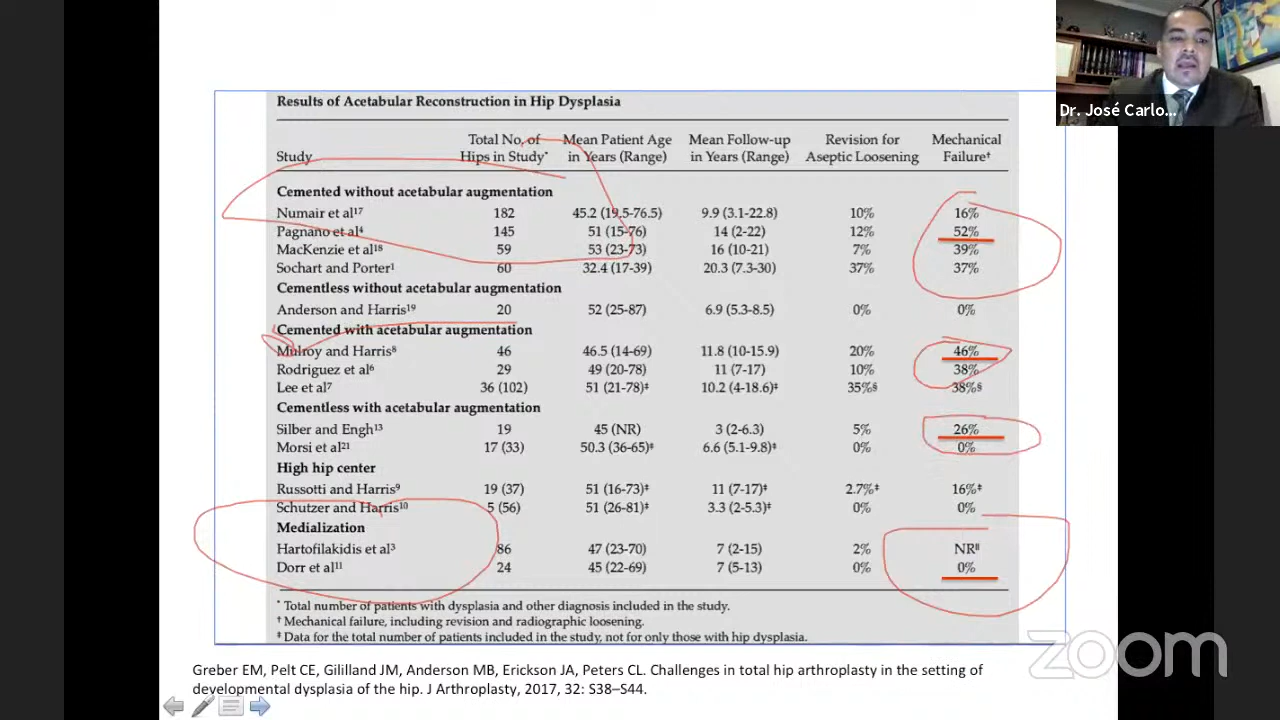 Dr. José Carlo...
Results of Acetabular Reconstruction in Hip Dysplasia
Study Total No. of Hips in Study* Mean Patient Age in Years (Range) Mean Follow-up in Years (Range) Revision for Aseptic Loosening Mechanical Failure†
Cemented without acetabular augmentation
Numair et al¹⁷ 182 45.2 (19.5-76.5) 9.9 (3.1-22.8) 10% 16%
Pagnano et al⁴ 145 51 (15-76) 14 (2-22) 12% 52%
MacKenzie et al¹⁸ 59 53 (23-73) 16 (10-21) 7% 39%
Sochart and Porter¹ 60 32.4 (17-39) 20.3 (7.3-30) 37% 37%
Cementless without acetabular augmentation
Anderson and Harris¹⁹ 20 52 (25-87) 6.9 (5.3-8.5) 0% 0%
Cemented with acetabular augmentation
Mulroy and Harris⁸ 46 46.5 (14-69) 11.8 (10-15.9) 20% 46%
Rodriguez et al⁶ 29 49 (20-78) 11 (7-17) 10% 38%
Lee et al⁷ 36 (102) 51 (21-78)‡ 10.2 (4-18.6)‡ 35%§ 38%§
Cementless with acetabular augmentation
Silber and Engh¹³ 19 45 (NR) 3 (2-6.3) 5% 26%
Morsi et al²¹ 17 (33) 50.3 (36-65)‡ 6.6 (5.1-9.8)‡ 0% 0%
High hip center
Russotti and Harris⁹ 19 (37) 51 (16-73)‡ 11 (7-17)‡ 2.7%‡ 16%‡
Schutzer and Harris¹⁰ 5 (56) 51 (26-81)‡ 3.3 (2-5.3)‡ 0% 0%
Medialization
Hartofilakidis et al³ 86 47 (23-70) 7 (2-15) 2% NR
Dorr et al¹¹ 24 45 (22-69) 7 (5-13) 0% 0%
* Total number of patients with dysplasia and other diagnosis included in the study.
† Mechanical failure, including revision and radiographic loosening.
‡ Data for the total number of patients included in the study, not for only those with hip dysplasia.
Greber EM, Pelt CE, Gililland JM, Anderson MB, Erickson JA, Peters CL. Challenges in total hip arthroplasty in the setting of
developmental dysplasia of the hip. J Arthroplasty, 2017, 32: S38–S44.
zoom